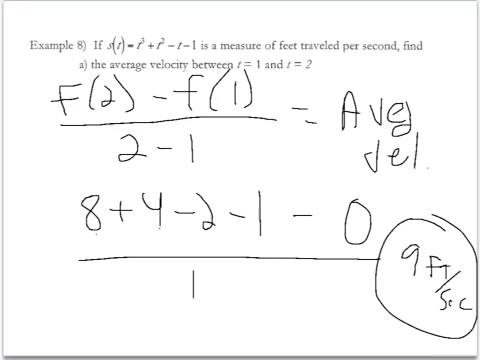 Example 8) If s(t) = t³ + t² − t − 1 is a measure of feet traveled per second, find
a) the average velocity between t = 1 and t = 2
F(2) − f(1)
2 − 1
= Avg
vel.
8 + 4 − 2 − 1 − 0
1
9 FT/
Sec